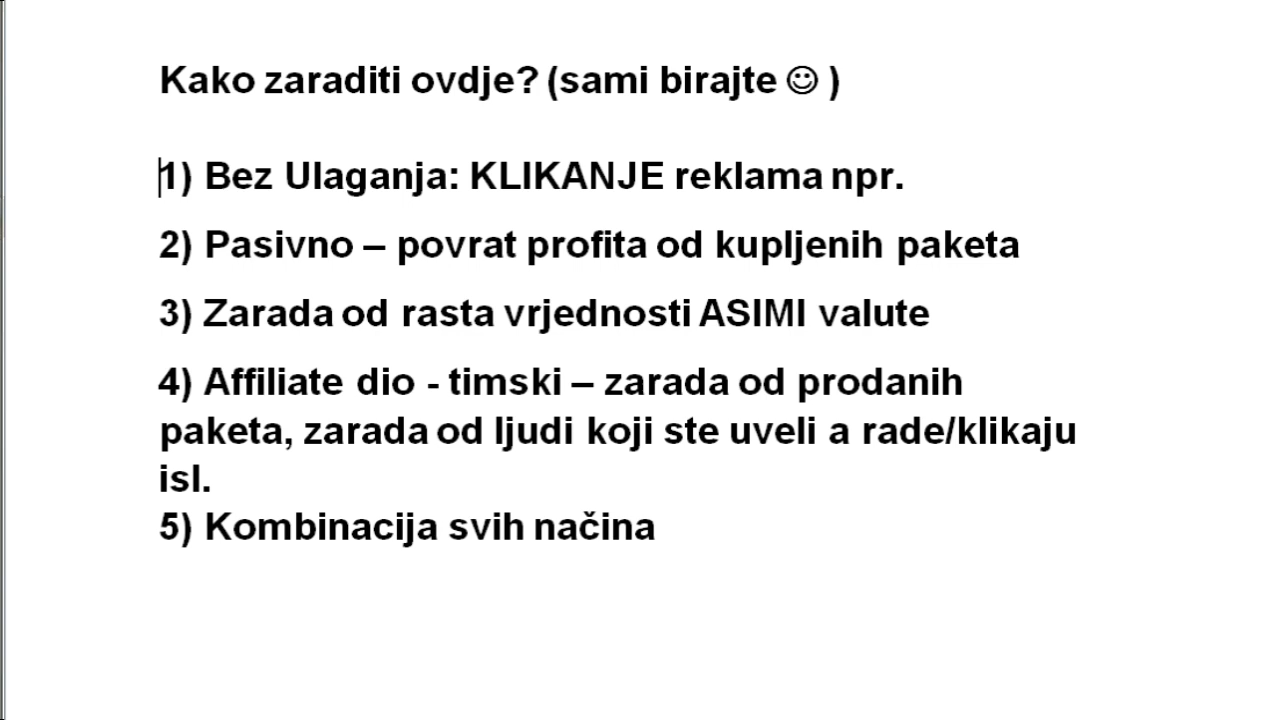 Kako zaraditi ovdje? (sami birajte ☺ )
1) Bez Ulaganja: KLIKANJE reklama npr.
2) Pasivno – povrat profita od kupljenih paketa
3) Zarada od rasta vrjednosti ASIMI valute
4) Affiliate dio - timski – zarada od prodanih
paketa, zarada od ljudi koji ste uveli a rade/klikaju
isl.
5) Kombinacija svih načina